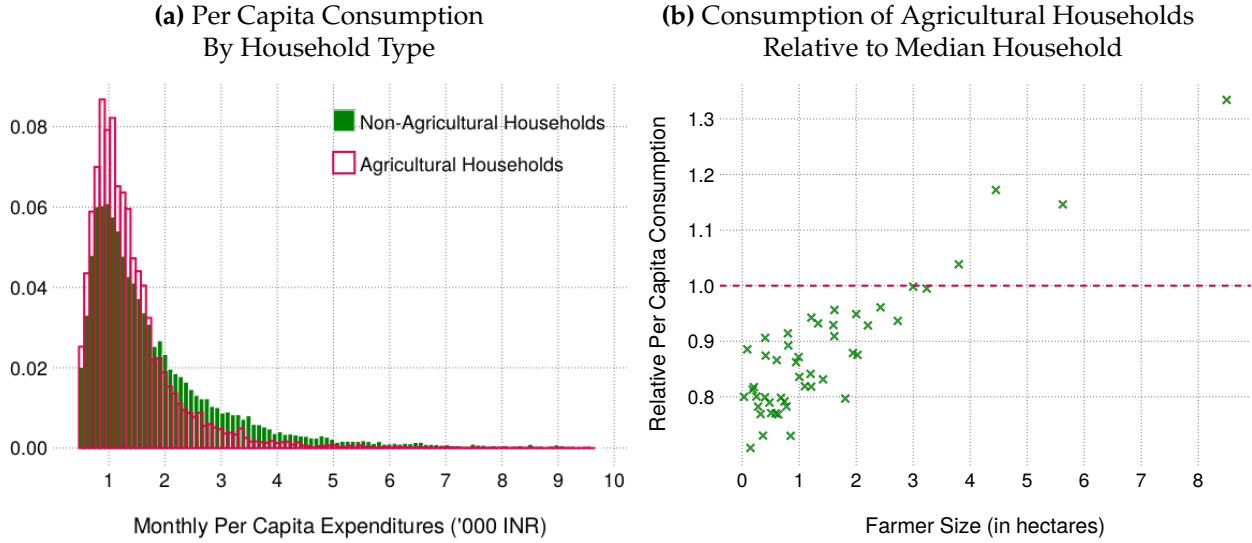 (a) Per Capita Consumption
By Household Type
0.08
0.06
0.04
0.02
0.00
Non-Agricultural Households
Agricultural Households
1 2 3 4 5 6 7 8 9 10
Monthly Per Capita Expenditures ('000 INR)
(b) Consumption of Agricultural Households
Relative to Median Household
Relative Per Capita Consumption
1.3
1.2
1.1
1.0
0.9
0.8
0 1 2 3 4 5 6 7 8
Farmer Size (in hectares)